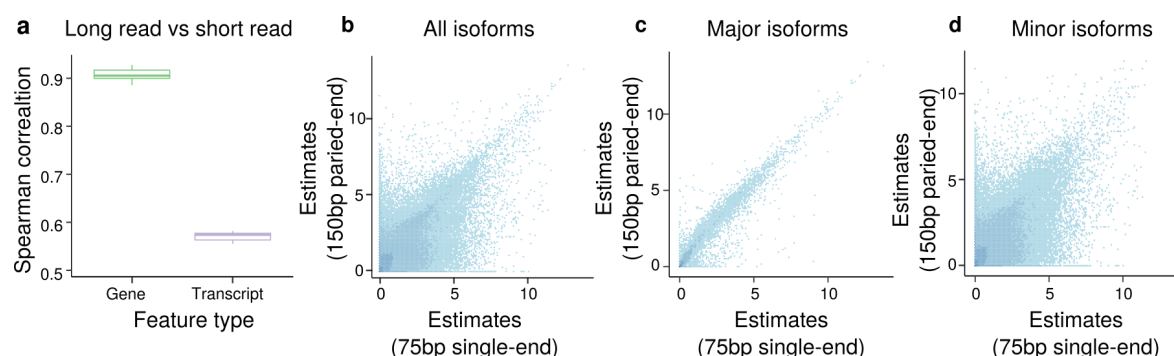 a Long read vs short read
Spearman correaltion
0.9
0.8
0.7
0.6
0.5
Gene Transcript
Feature type
b All isoforms
Estimates
(150bp paried-end)
10
5
0
0 5 10
Estimates
(75bp single-end)
c Major isoforms
Estimates
(150bp paried-end)
10
5
0
0 5 10
Estimates
(75bp single-end)
d Minor isoforms
Estimates
(150bp paried-end)
10
5
0
0 5 10
Estimates
(75bp single-end)